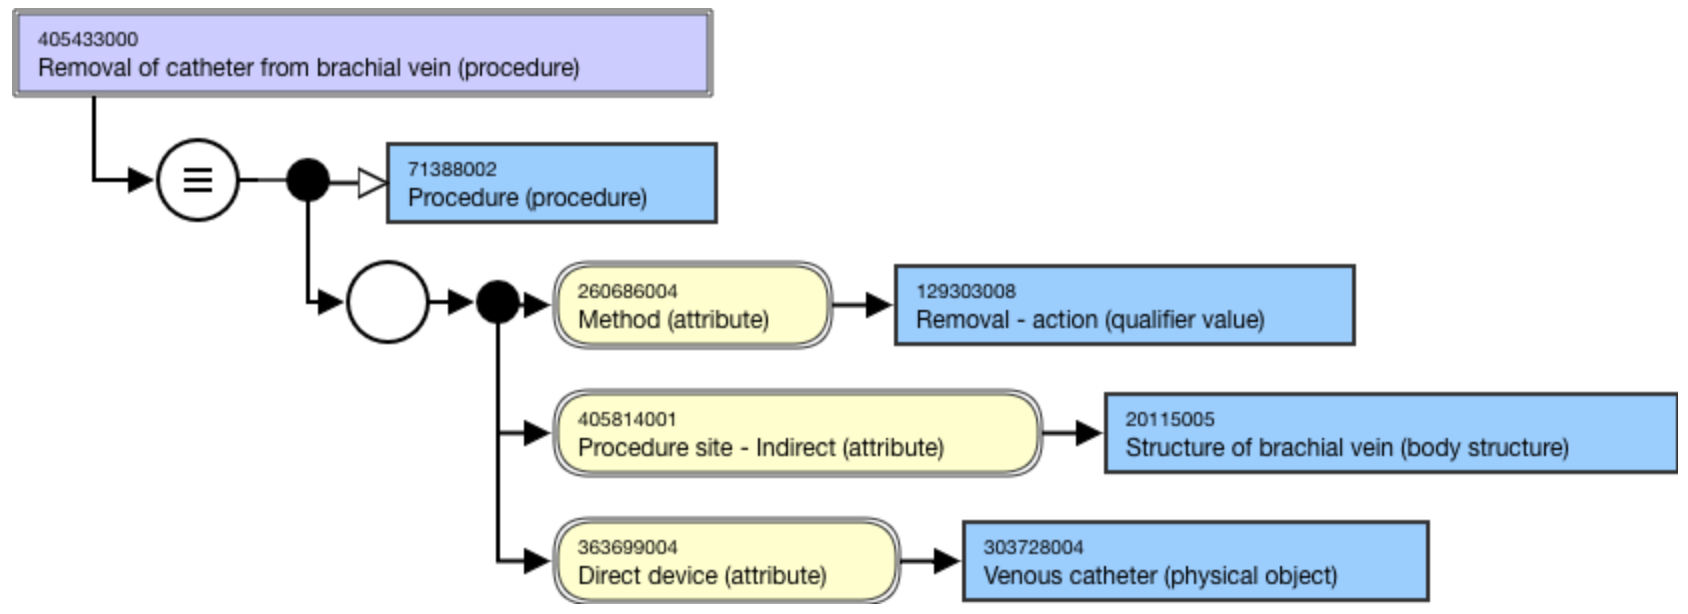 405433000
Removal of catheter from brachial vein (procedure)
≡
71388002
Procedure (procedure)
260686004
Method (attribute)
129303008
Removal - action (qualifier value)
405814001
Procedure site - Indirect (attribute)
20115005
Structure of brachial vein (body structure)
363699004
Direct device (attribute)
303728004
Venous catheter (physical object)